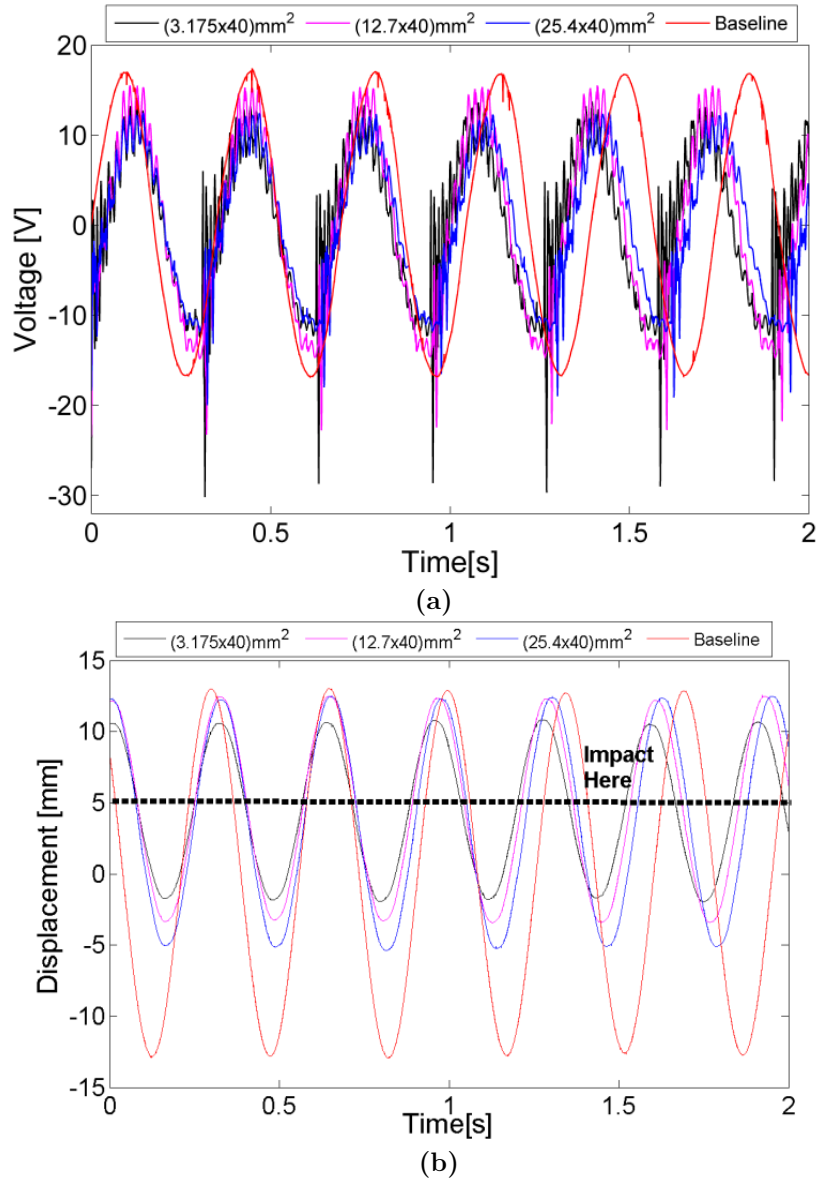 (3.175x40)mm² (12.7x40)mm² (25.4x40)mm² Baseline
20
10
0
-10
-20
-30
Voltage [V]
0 0.5 1 1.5 2
Time[s]
(a)
(3.175x40)mm² (12.7x40)mm² (25.4x40)mm² Baseline
15
10
5
0
-5
-10
-15
Displacement [mm]
Impact
Here
0 0.5 1 1.5 2
Time[s]
(b)